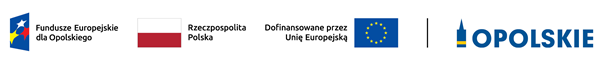 Fundusze Europejskie
dla Opolskiego
Rzeczpospolita
Polska
Dofinansowane przez
Unię Europejską
OPOLSKIE